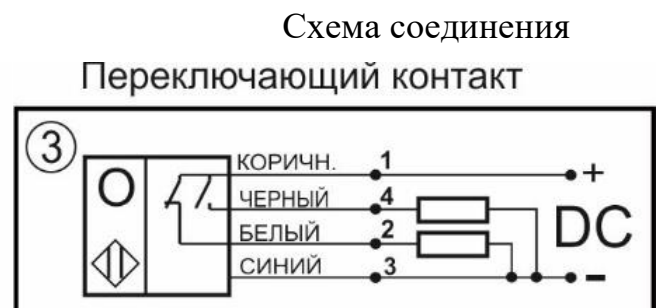 Схема соединения
Переключающий контакт
3
О
КОРИЧН. 1 +
ЧЕРНЫЙ 4
БЕЛЫЙ 2
DC
СИНИЙ 3 -